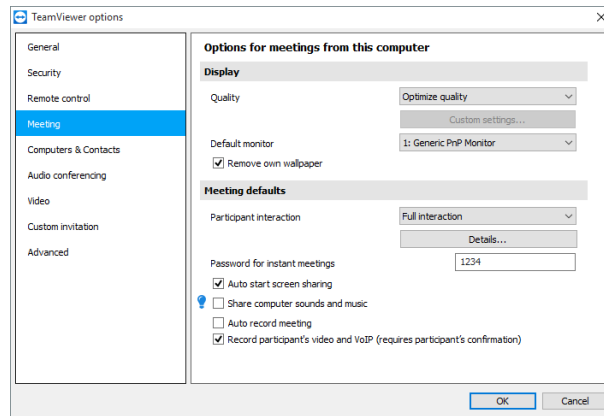 TeamViewer options
General
Security
Remote control
Meeting
Computers & Contacts
Audio conferencing
Video
Custom invitation
Advanced
Options for meetings from this computer
Display
Quality
Optimize quality
Custom settings...
Default monitor
1: Generic PnP Monitor
Remove own wallpaper
Meeting defaults
Participant interaction
Full interaction
Details...
Password for instant meetings
1234
Auto start screen sharing
Share computer sounds and music
Auto record meeting
Record participant's video and VoIP (requires participant's confirmation)
OK
Cancel